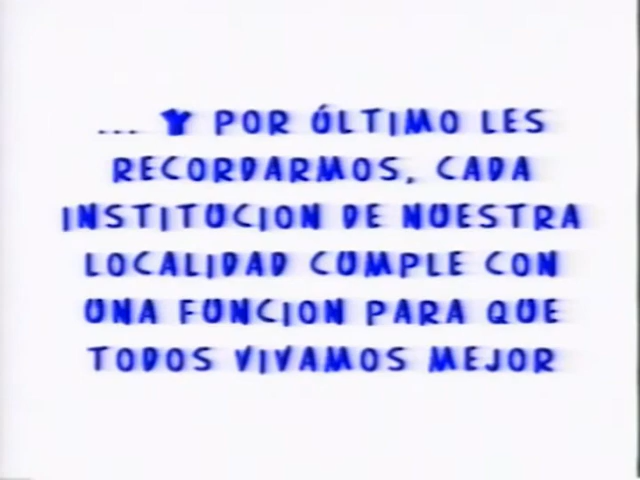 ... Y POR ÚLTIMO LES
RECORDARMOS, CADA
INSTITUCION DE NUESTRA
LOCALIDAD CUMPLE CON
UNA FUNCION PARA QUE
TODOS VIVAMOS MEJOR